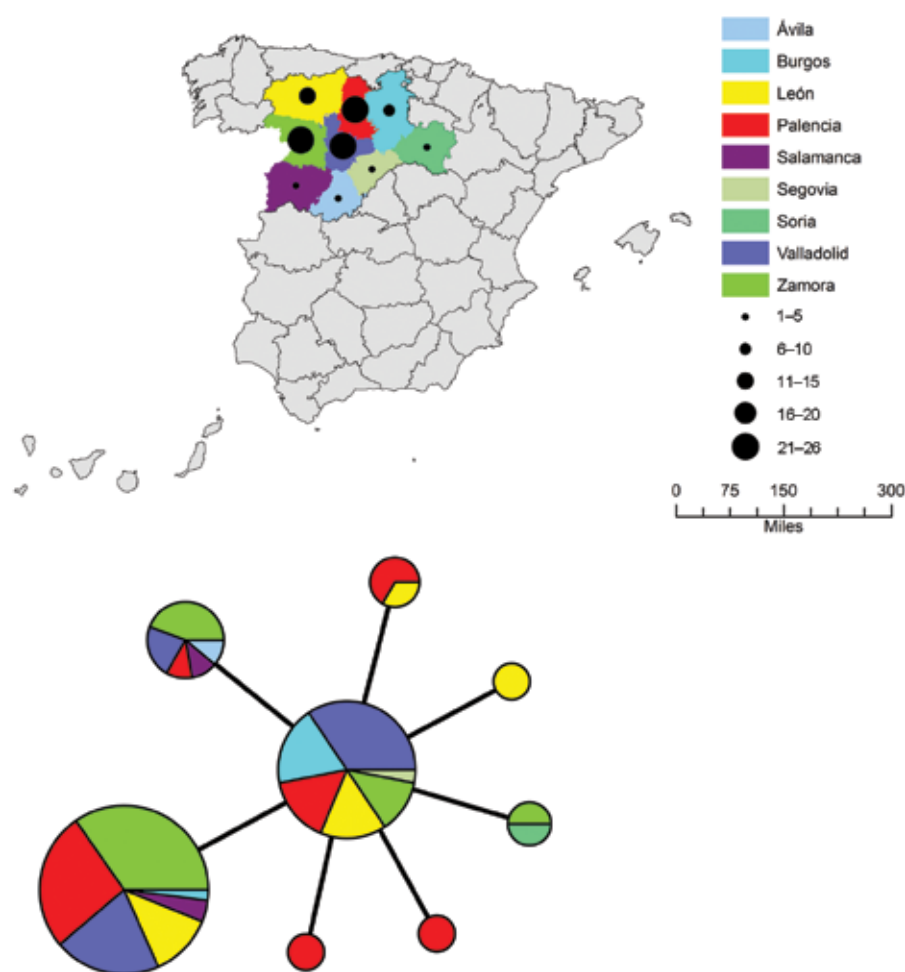 Ávila
Burgos
León
Palencia
Salamanca
Segovia
Soria
Valladolid
Zamora
1–5
6–10
11–15
16–20
21–26
0 75 150 300
Miles